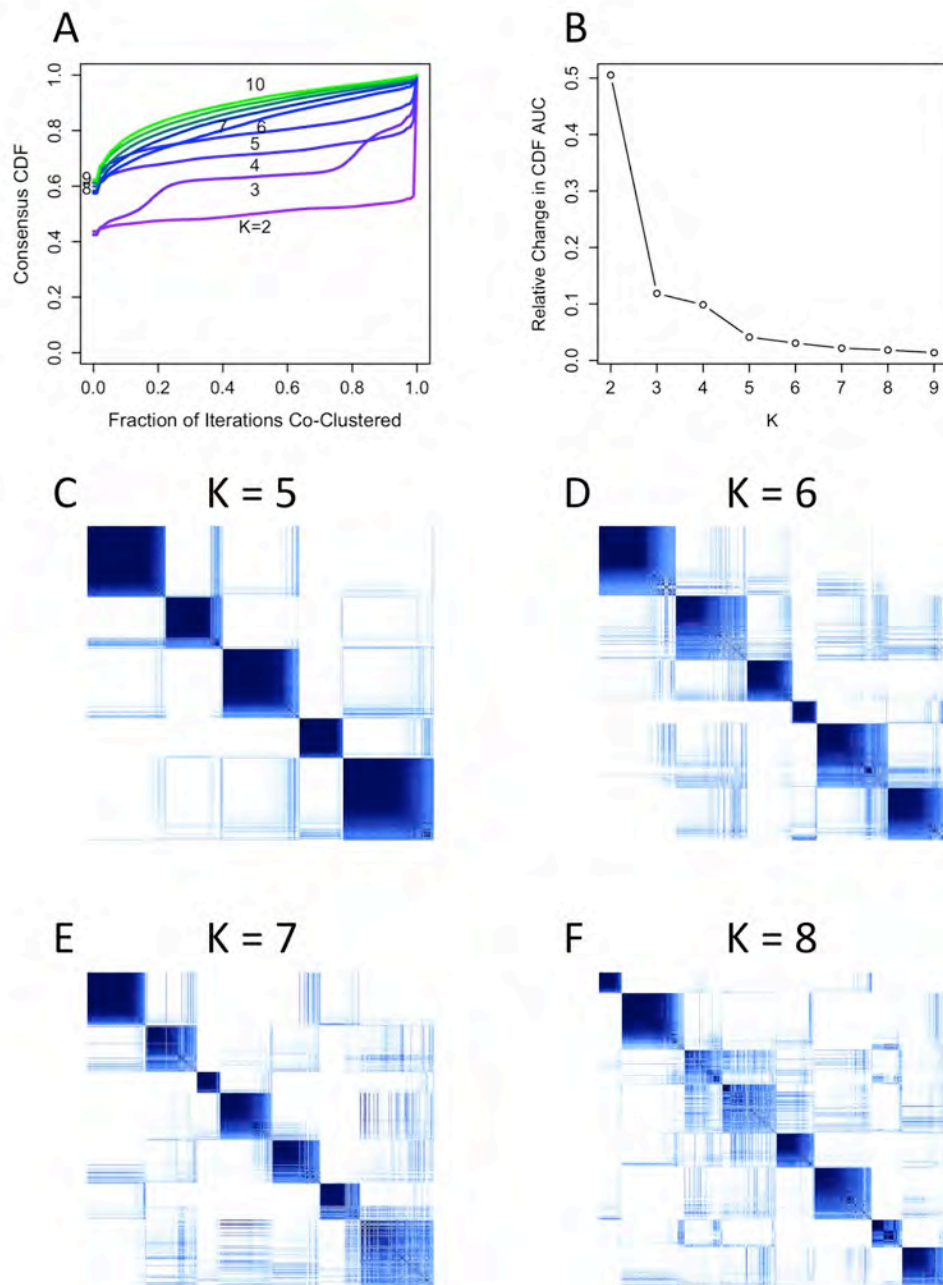 A
B
1.0
0.8
0.6
0.4
0.2
0.0
Consensus CDF
10
7
6
5
4
3
K=2
9
8
0.0
0.2
0.4
0.6
0.8
1.0
Fraction of Iterations Co-Clustered
0.5
0.4
0.3
0.2
0.1
0.0
Relative Change in CDF AUC
2
3
4
5
6
7
8
9
K
C
K = 5
D
K = 6
E
K = 7
F
K = 8